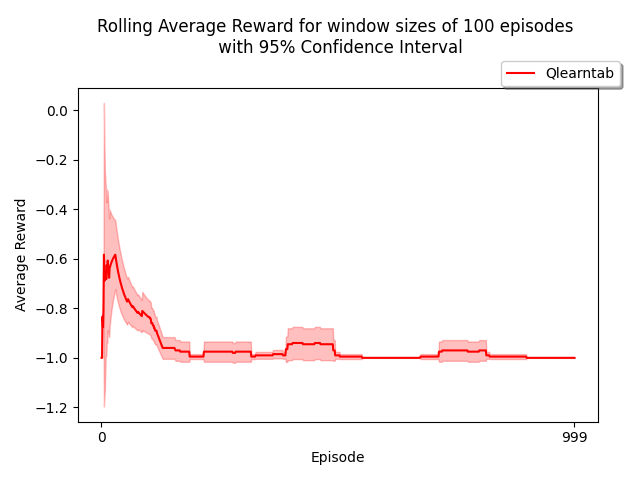 Rolling Average Reward for window sizes of 100 episodes
with 95% Confidence Interval
Qlearntab
Average Reward
0.0
−0.2
−0.4
−0.6
−0.8
−1.0
−1.2
0
999
Episode